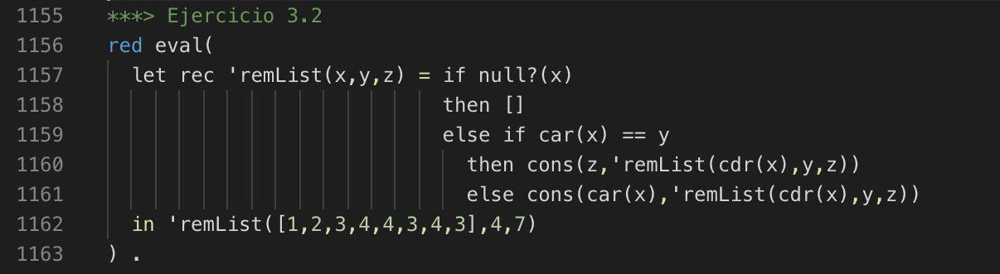 1155 ***> Ejercicio 3.2
1156 red eval(
1157 let rec 'remList(x,y,z) = if null?(x)
1158 then []
1159 else if car(x) == y
1160 then cons(z,'remList(cdr(x),y,z))
1161 else cons(car(x),'remList(cdr(x),y,z))
1162 in 'remList([1,2,3,4,4,3,4,3],4,7)
1163 ) .